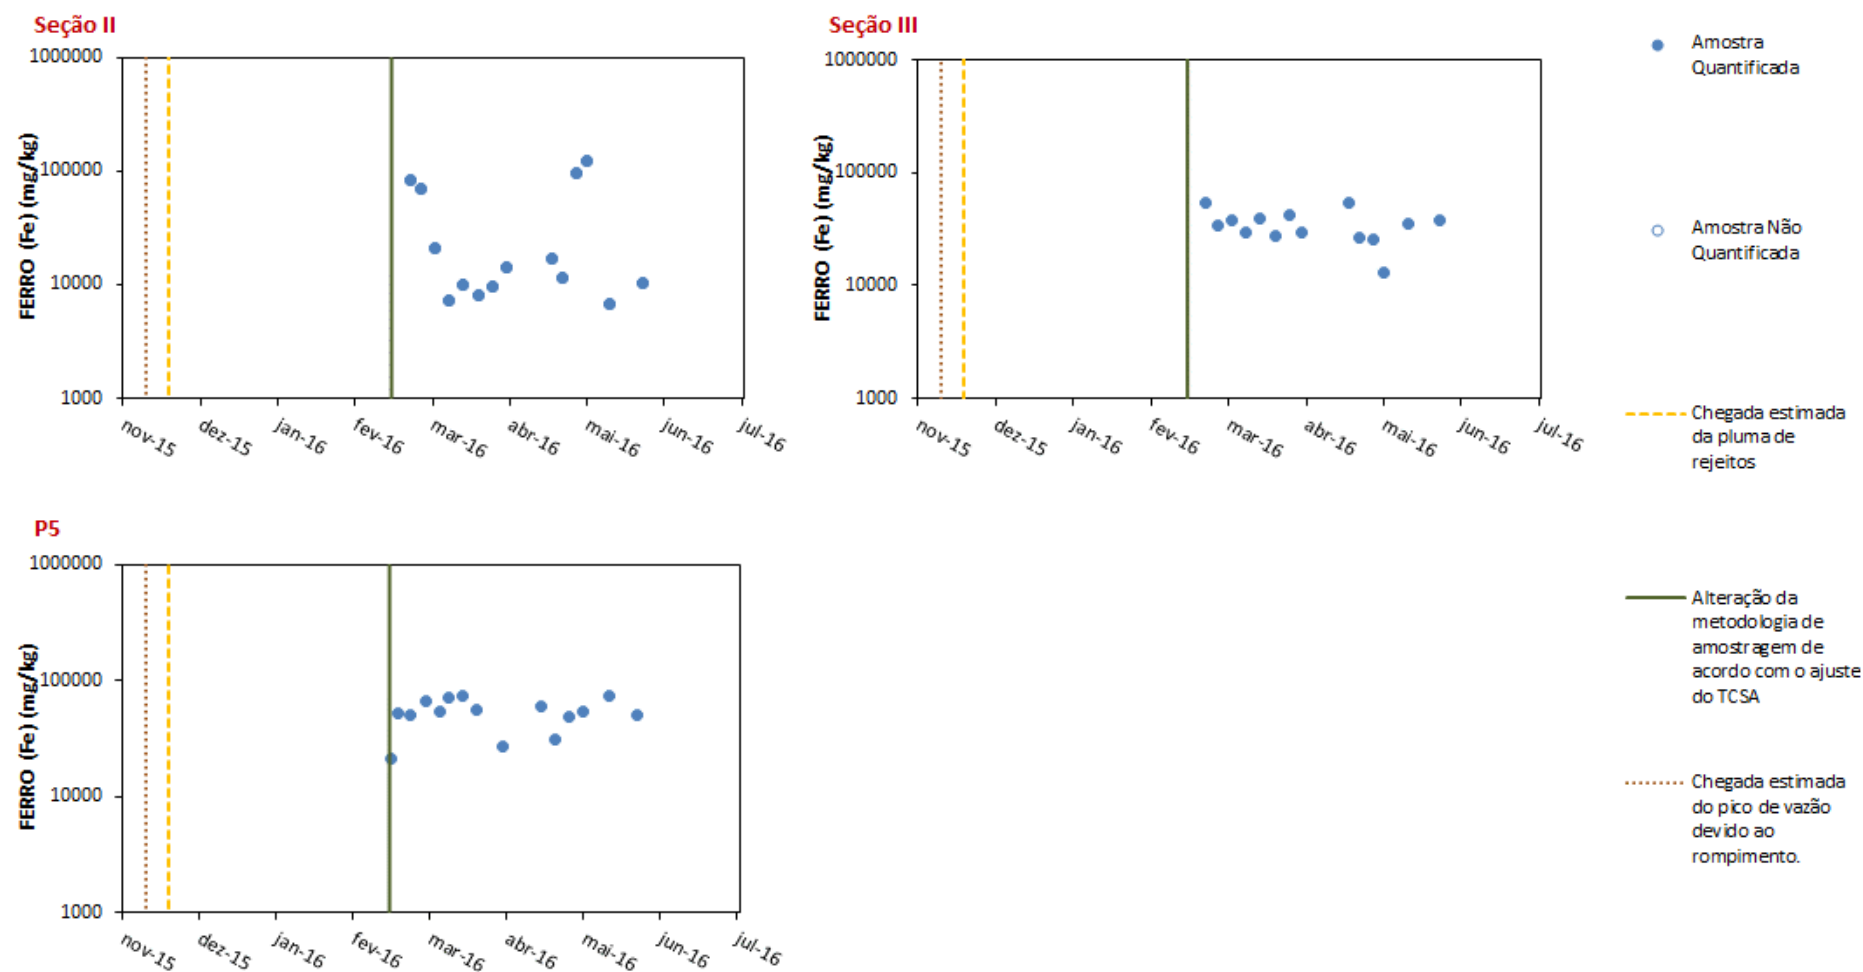 Seção II
1000000
100000
10000
1000
FERRO (Fe) (mg/kg)
nov-15
dez-15
jan-16
fev-16
mar-16
abr-16
mai-16
jun-16
jul-16
Seção III
1000000
100000
10000
1000
FERRO (Fe) (mg/kg)
nov-15
dez-15
jan-16
fev-16
mar-16
abr-16
mai-16
jun-16
jul-16
P5
1000000
100000
10000
1000
FERRO (Fe) (mg/kg)
nov-15
dez-15
jan-16
fev-16
mar-16
abr-16
mai-16
jun-16
jul-16
Amostra
Quantificada
Amostra Não
Quantificada
Chegada estimada
da pluma de
rejeitos
Alteração da
metodologia de
amostragem de
acordo com o ajuste
do TCSA
Chegada estimada
do pico de vazão
devido ao
rompimento.